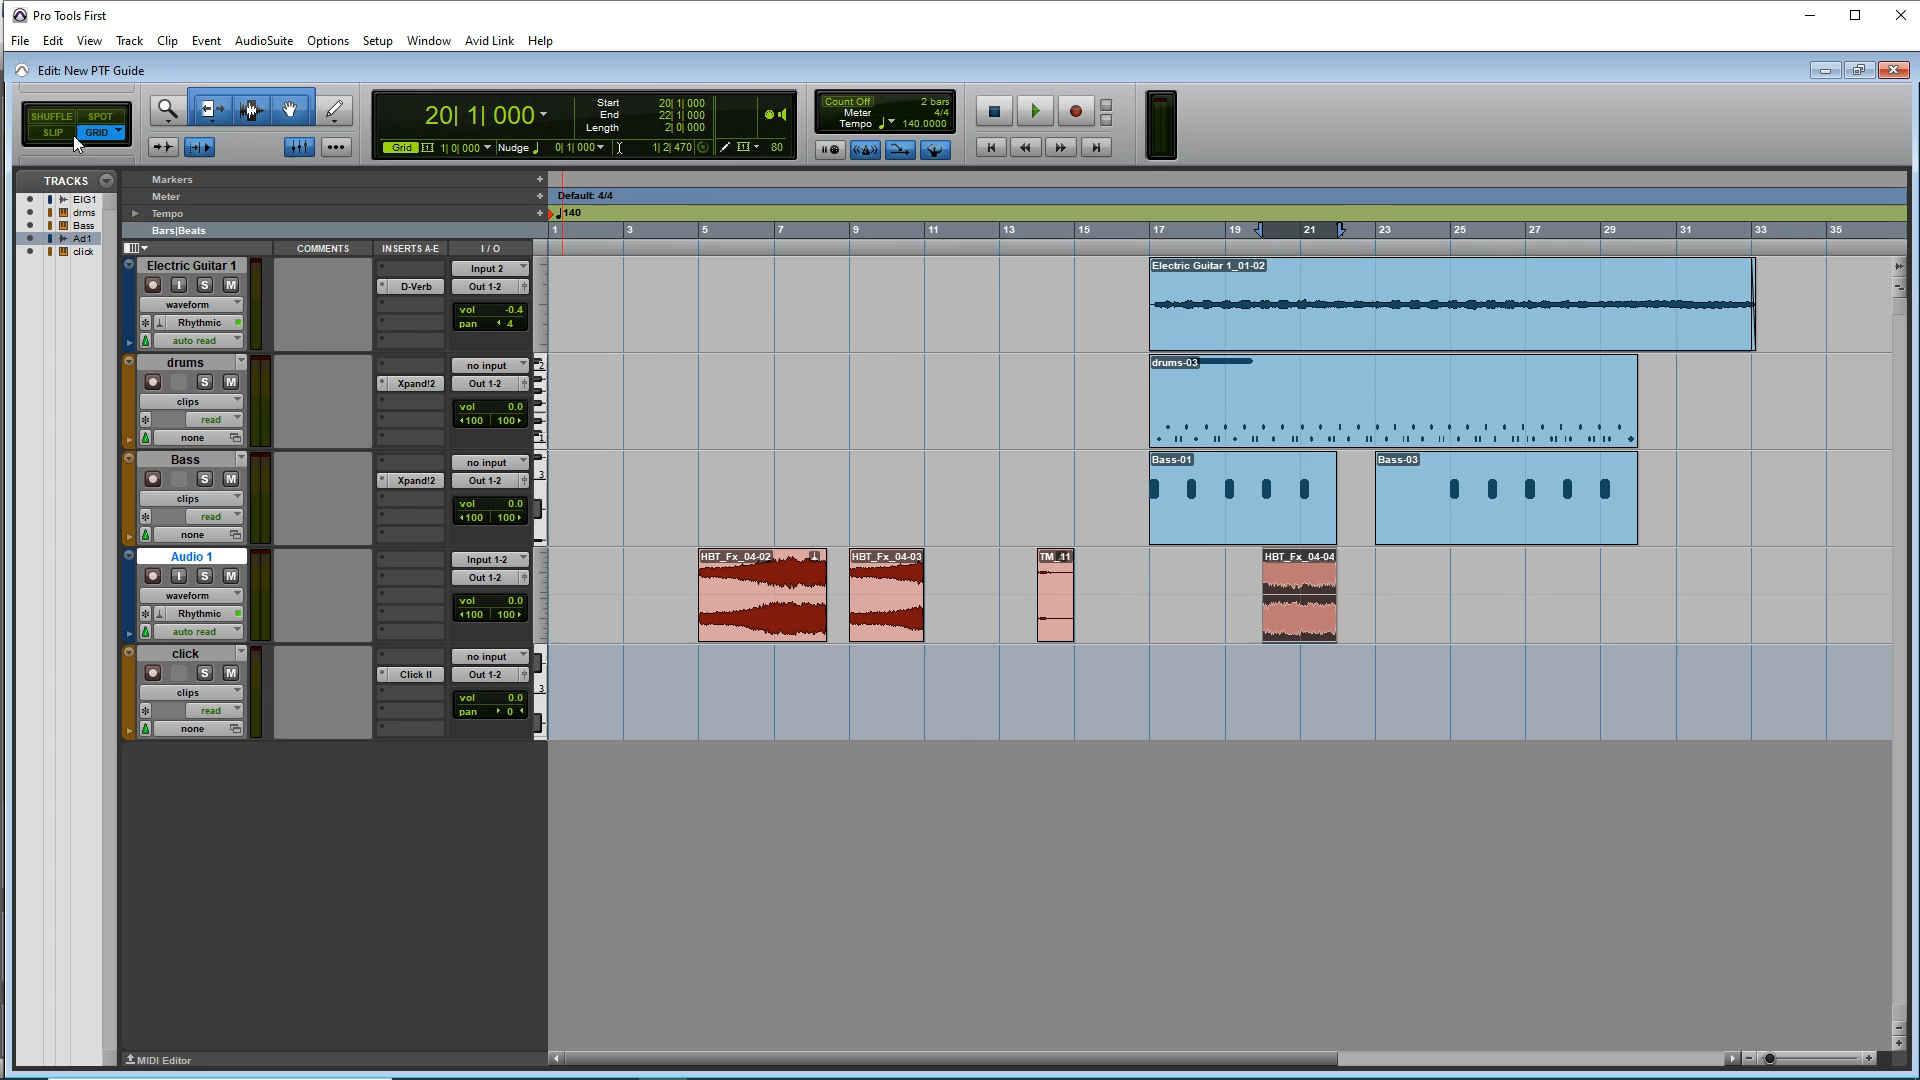 Pro Tools First
File Edit View Track Clip Event AudioSuite Options Setup Window Avid Link Help
Edit: New PTF Guide
SHUFFLE SPOT
SLIP GRID
20| 1| 000
Start 20| 1| 000
End 22| 1| 000
Length 2| 0| 000
Grid 1| 0| 000 Nudge 0| 1| 000 1| 2| 470 80
Count Off 2 bars
Meter 4/4
Tempo 140.0000
TRACKS
EIG1
drms
Bass
Ad1
click
Markers
Meter
Default: 4/4
Tempo
140
Bars|Beats
1 3 5 7 9 11 13 15 17 19 21 23 25 27 29 31 33 35
COMMENTS INSERTS A-E I / O
Electric Guitar 1
I S M
waveform
Rhythmic
auto read
D-Verb
Input 2
Out 1-2
vol -0.4
pan 4
Electric Guitar 1_01-02
drums
S M
clips
read
none
Xpand!2
no input
Out 1-2
vol 0.0
100 100
2
1
drums-03
Bass
S M
clips
read
none
Xpand!2
no input
Out 1-2
vol 0.0
100 100
3
Bass-01
Bass-03
Audio 1
I S M
waveform
Rhythmic
auto read
Input 1-2
Out 1-2
vol 0.0
100 100
HBT_Fx_04-02
HBT_Fx_04-03
TM_11
HBT_Fx_04-04
click
S M
clips
read
none
Click II
no input
Out 1-2
vol 0.0
pan 0
3
MIDI Editor